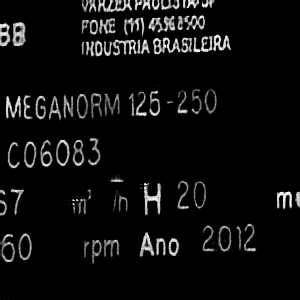 VARZEA PAULISTA/SP
BB FONE (11) 45968500
INDUSTRIA BRASILEIRA
MEGANORM 125-250
C06083
67 m³/h H 20
60 rpm Ano 2012